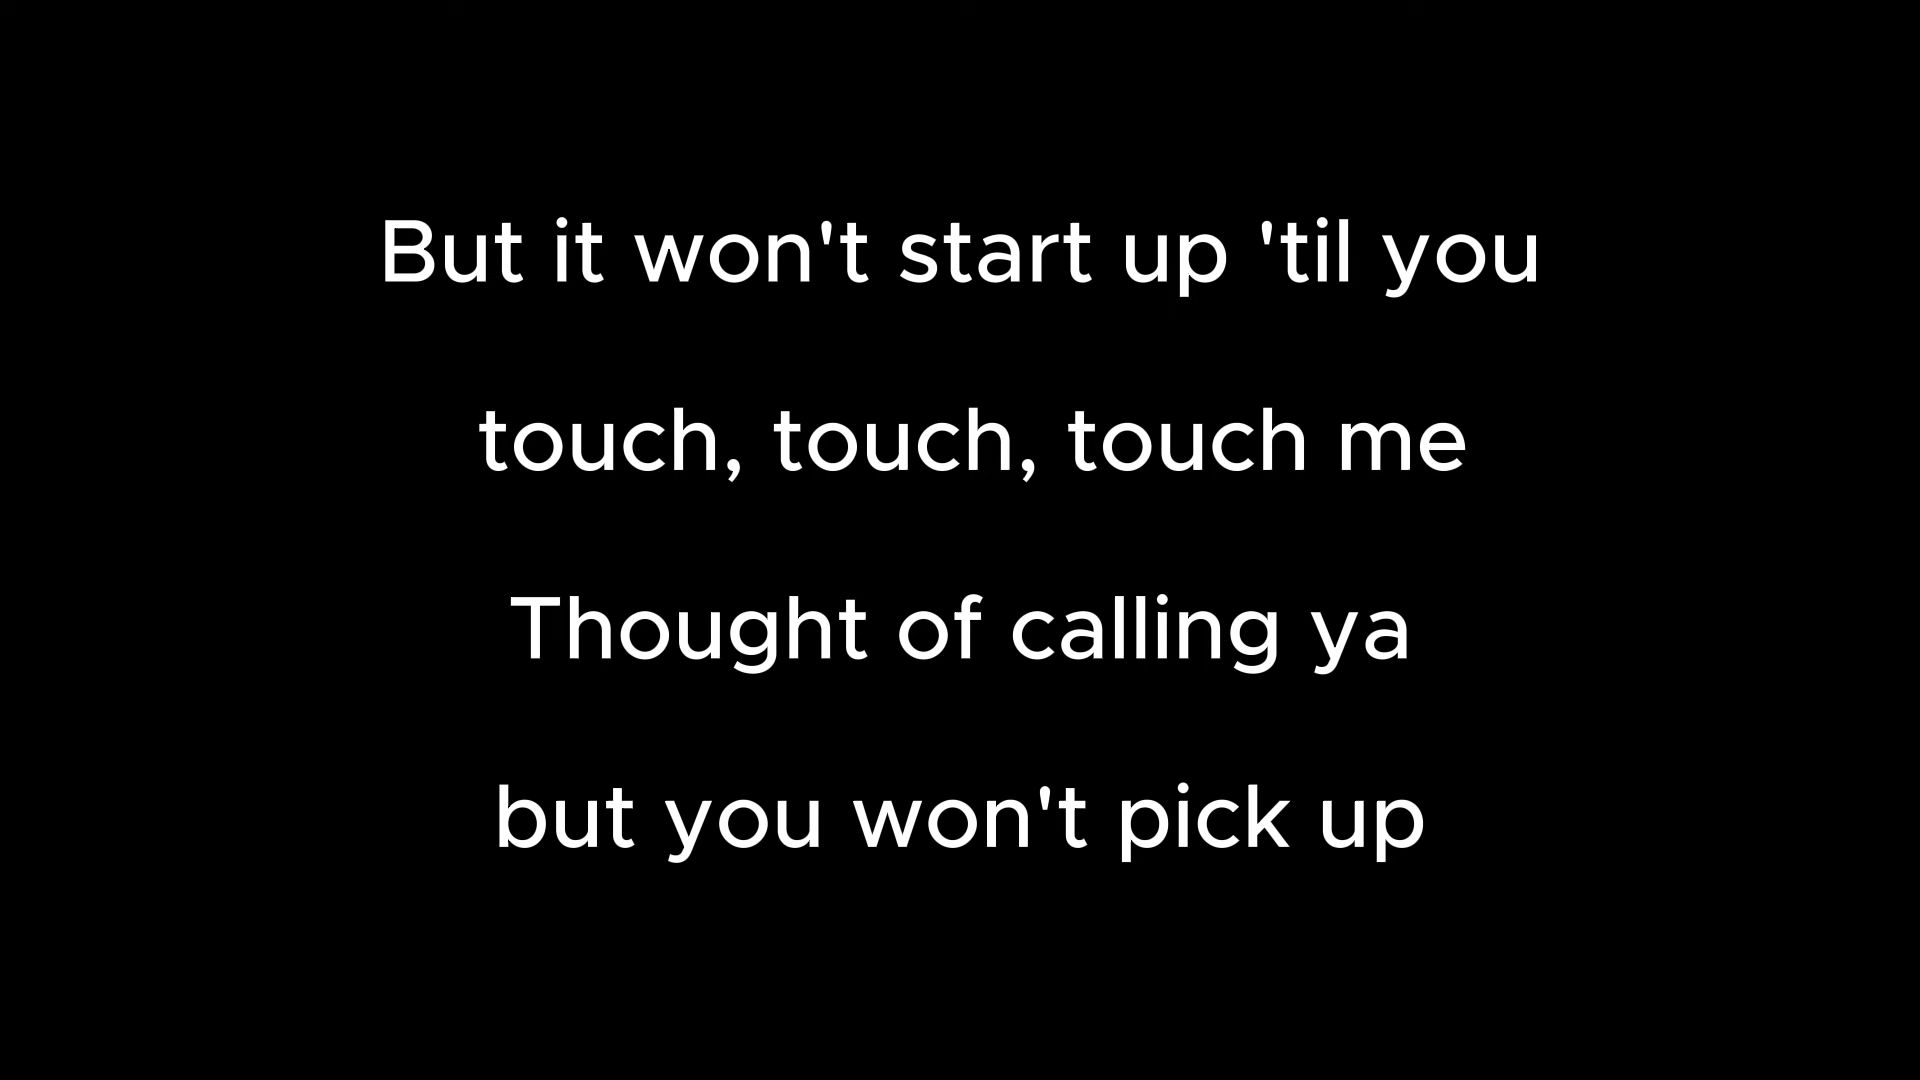 But it won't start up 'til you
touch, touch, touch me
Thought of calling ya
but you won't pick up